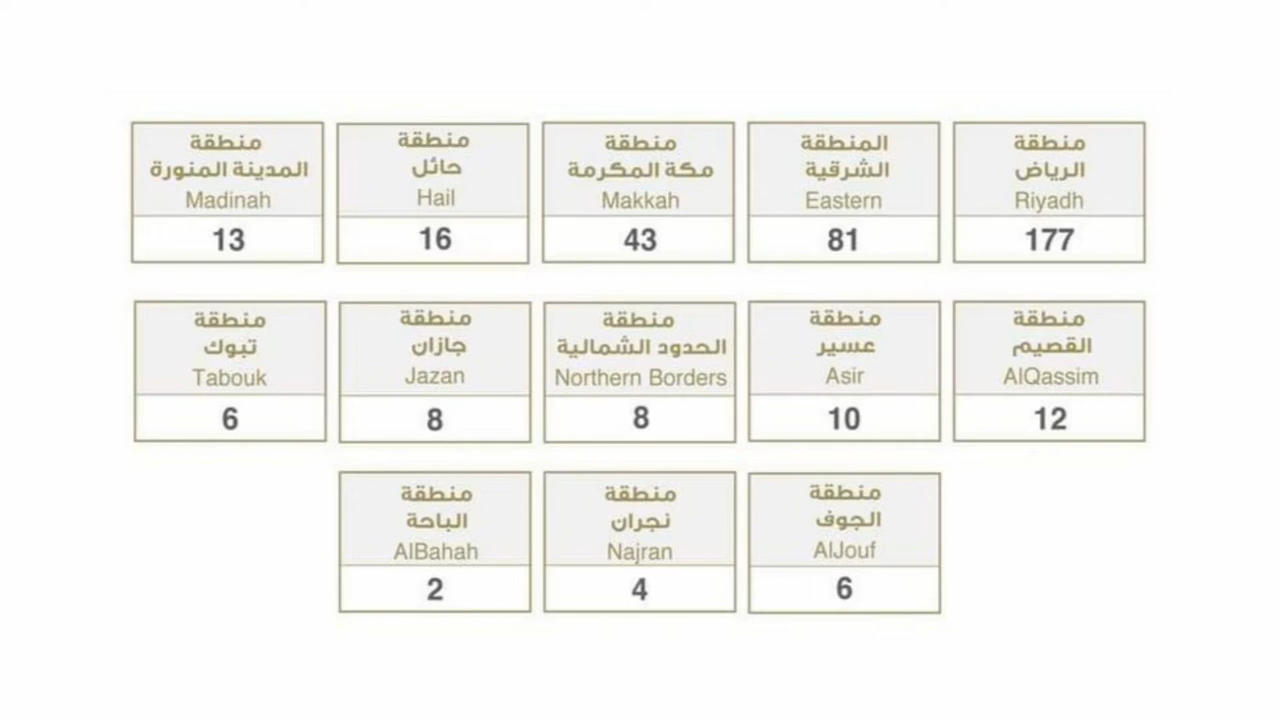 منطقة
الرياض
Riyadh
177
المنطقة
الشرقية
Eastern
81
منطقة
مكة المكرمة
Makkah
43
منطقة
حائل
Hail
16
منطقة
المدينة المنورة
Madinah
13
منطقة
القصيم
AlQassim
12
منطقة
عسير
Asir
10
منطقة
الحدود الشمالية
Northern Borders
8
منطقة
جازان
Jazan
8
منطقة
تبوك
Tabouk
6
منطقة
الجوف
AlJouf
6
منطقة
نجران
Najran
4
منطقة
الباحة
AlBahah
2